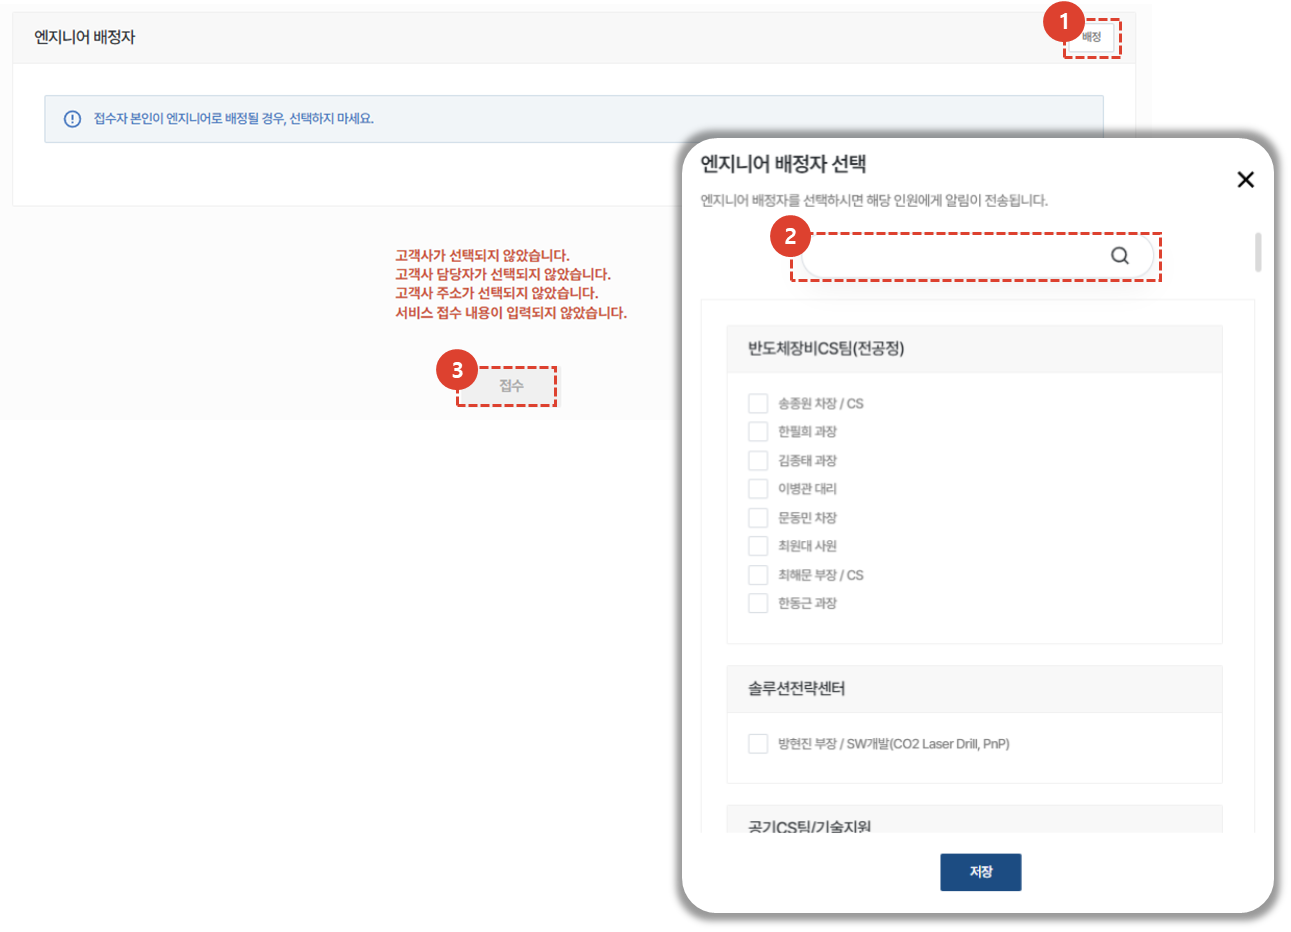 엔지니어 배정자
1
배정
접수자 본인이 엔지니어로 배정될 경우, 선택하지 마세요.
고객사가 선택되지 않았습니다.
고객사 담당자가 선택되지 않았습니다.
고객사 주소가 선택되지 않았습니다.
서비스 접수 내용이 입력되지 않았습니다.
3
접수
엔지니어 배정자 선택
엔지니어 배정자를 선택하시면 해당 인원에게 알림이 전송됩니다.
2
반도체장비CS팀(전공정)
송종원 차장 / CS
한필희 과장
김종태 과장
이병관 대리
문동민 차장
최원대 사원
최해문 부장 / CS
한동근 과장
솔루션전략센터
방현진 부장 / SW개발(CO2 Laser Drill, PnP)
공기CS팀/기술지원
저장